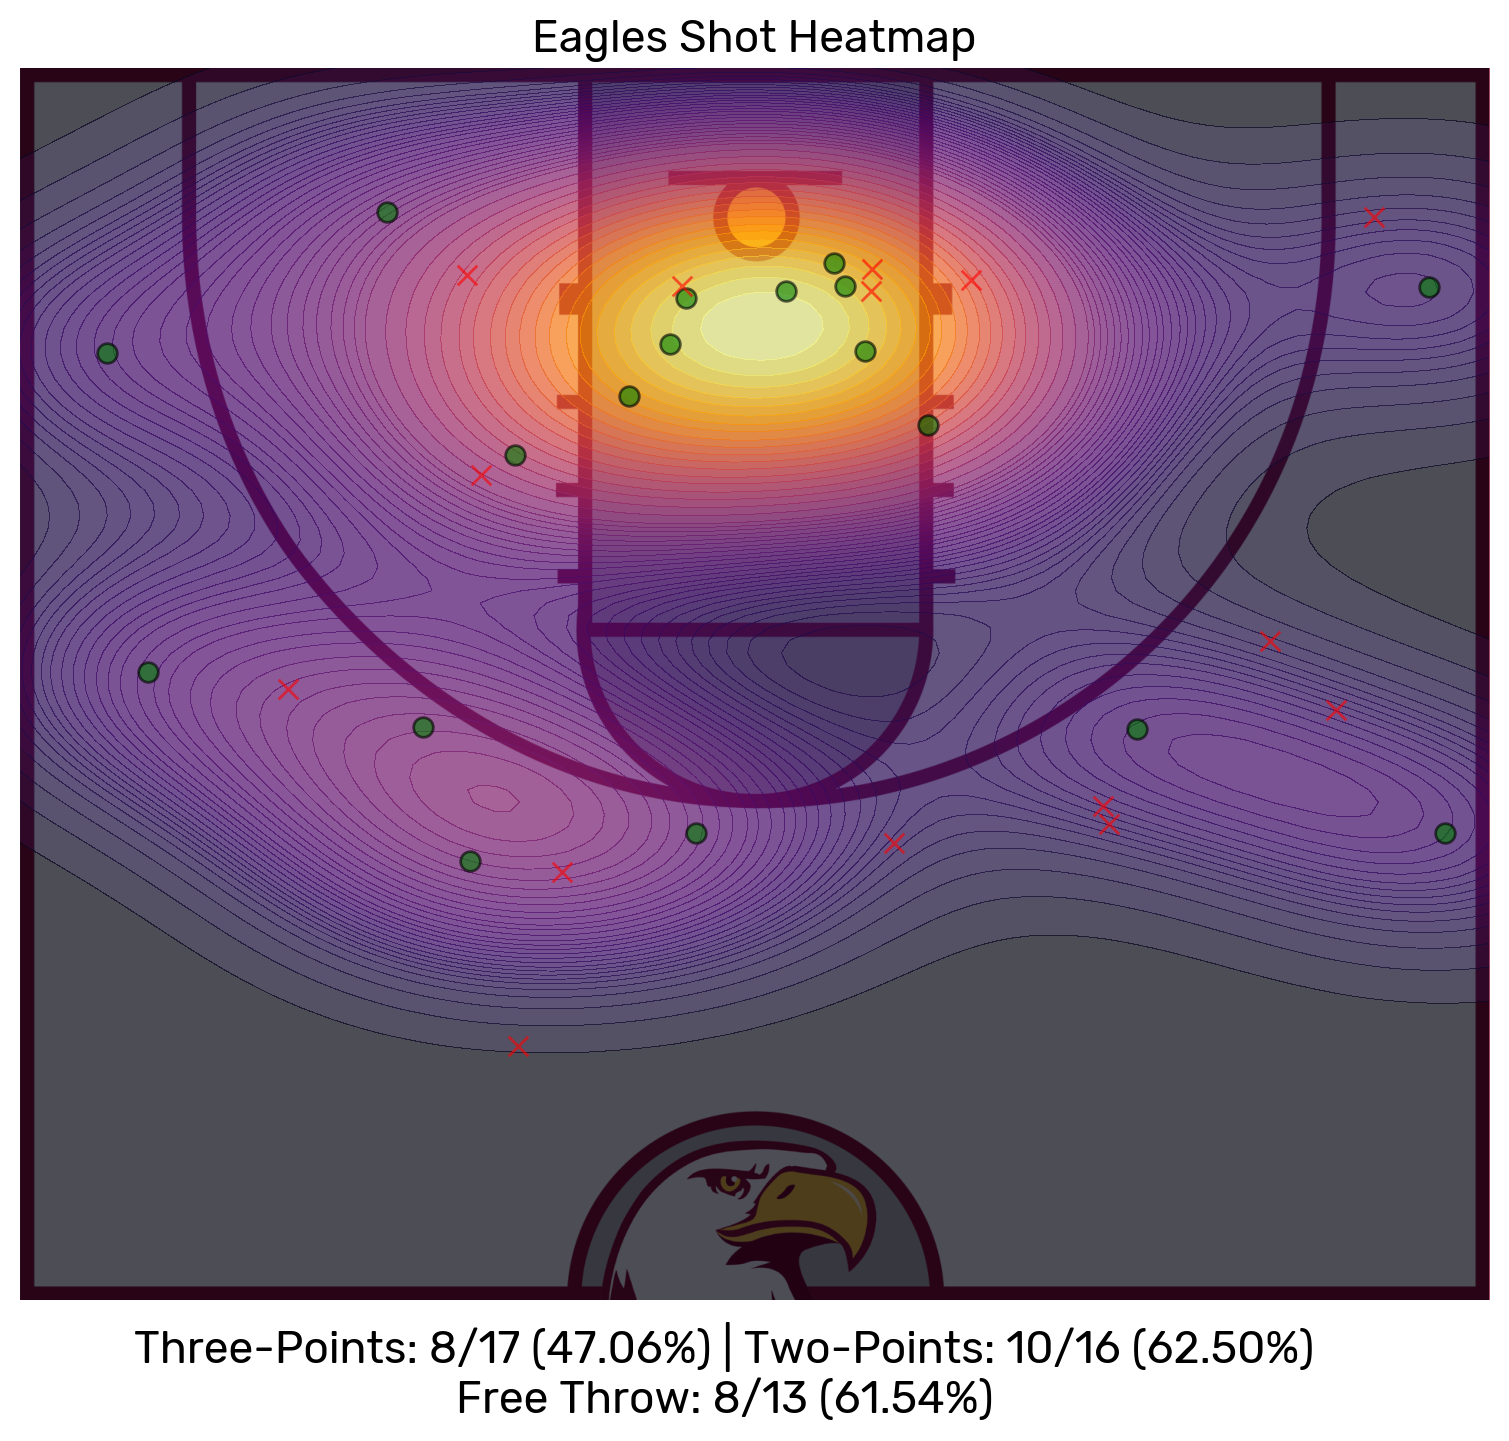 Eagles Shot Heatmap
Three-Points: 8/17 (47.06%) | Two-Points: 10/16 (62.50%)
Free Throw: 8/13 (61.54%)